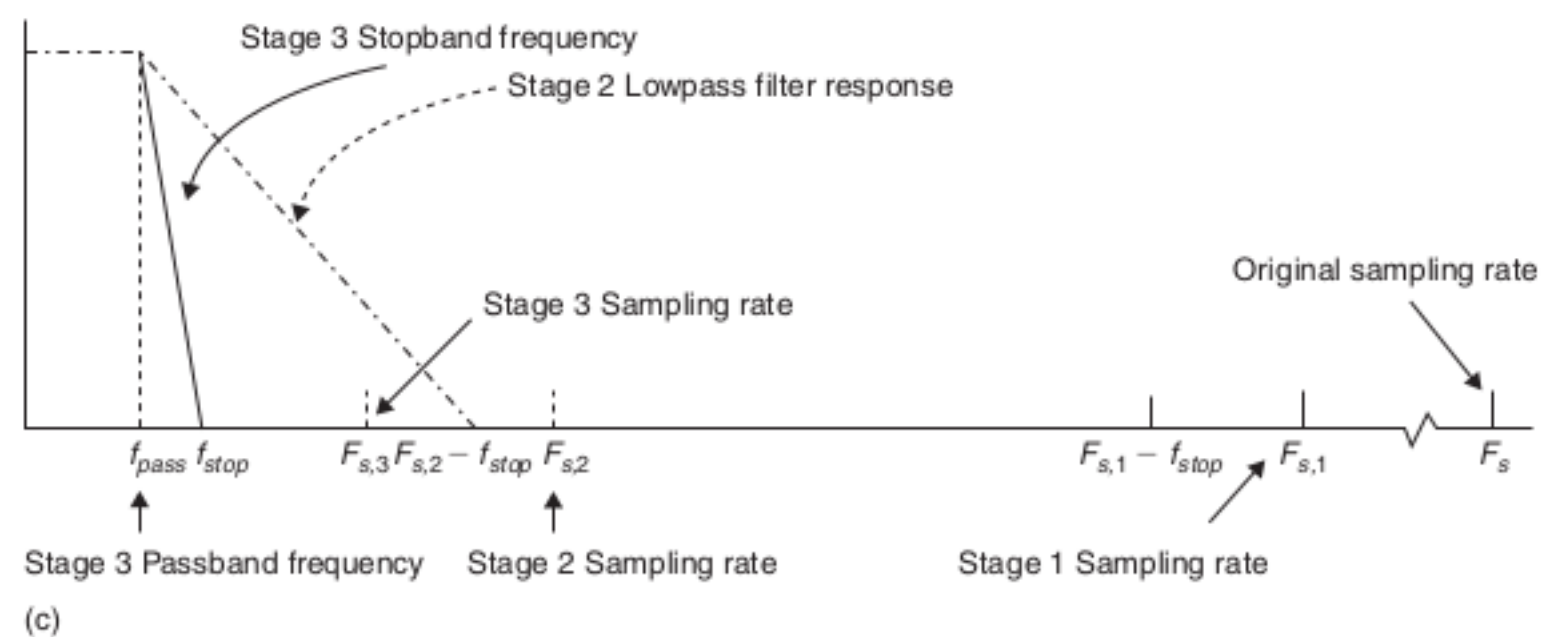 Stage 3 Stopband frequency
Stage 2 Lowpass filter response
Original sampling rate
Stage 3 Sampling rate
f_pass f_stop F_s,3 F_s,2 − f_stop F_s,2 F_s,1 − f_stop F_s,1 F_s
Stage 3 Passband frequency Stage 2 Sampling rate Stage 1 Sampling rate
(c)